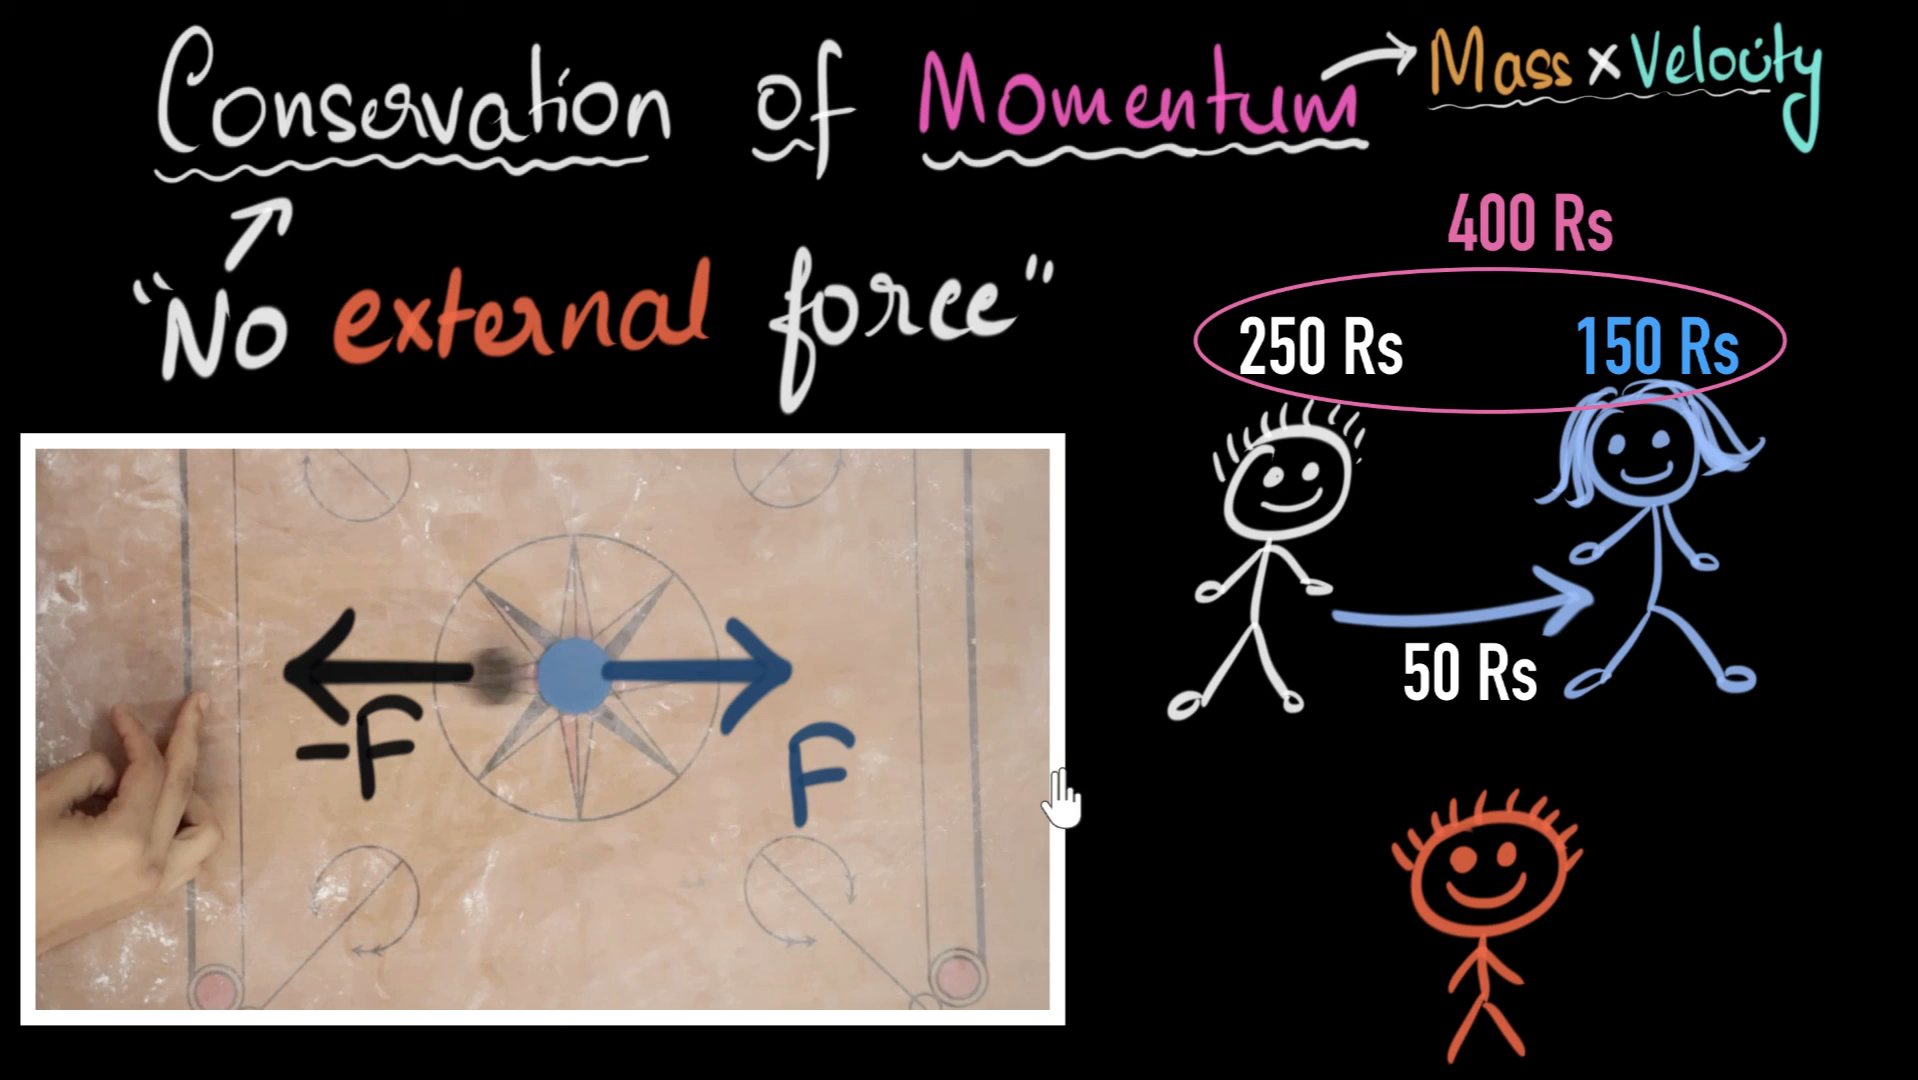 Conservation of Momentum → Mass x Velocity
"No external force"
400 Rs
250 Rs 150 Rs
50 Rs
-F F